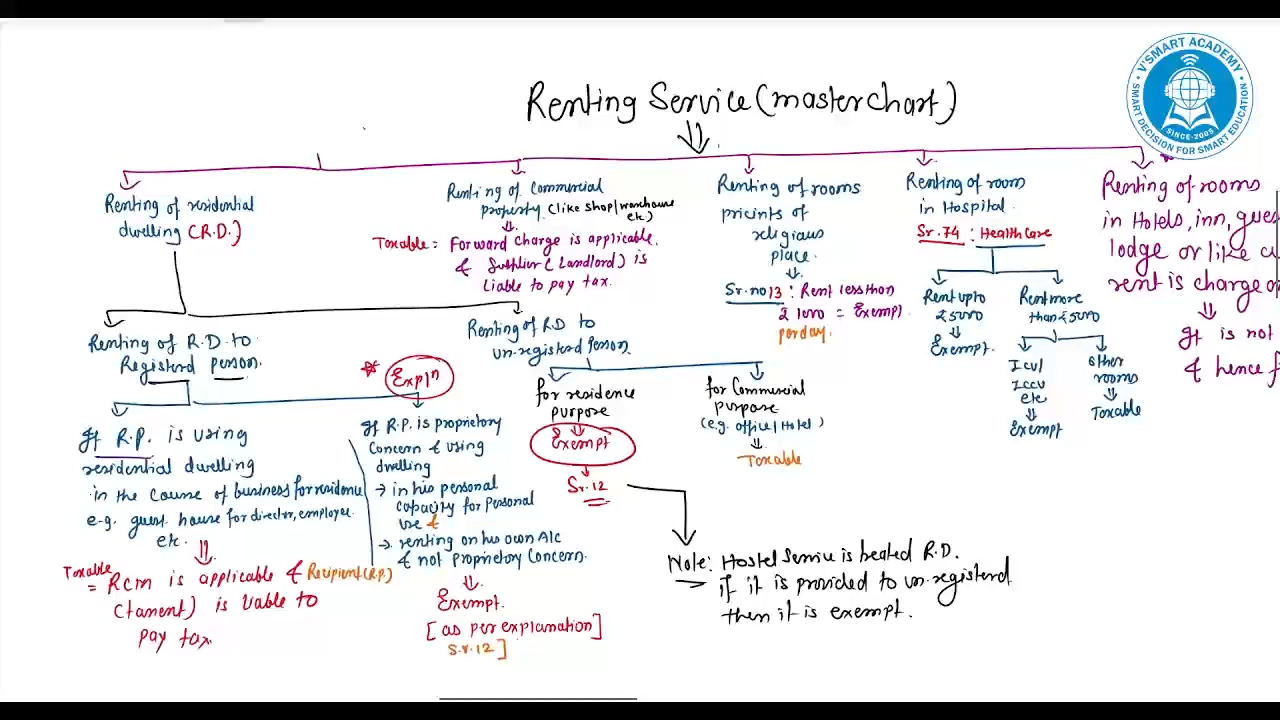 Renting Service (masterchart)
V'SMART ACADEMY
SINCE-2005
SMART DECISION FOR SMART EDUCATION
Renting of residential
dwelling (R.D.)
Renting of Commercial
property (like shop/warehouse
etc)
Taxable: Forward charge is applicable
& Supplier (Landlord) is
liable to pay tax.
Renting of rooms
pricints of
religious
place.
Sr.no 13 : Rent less than
₹ 1000 = Exempt
perday.
Renting of room
in Hospital.
Sr.74 : HealthCare
Rent upto
₹5000
Exempt.
Rent more
than ₹5000
Icu/
Iccu
etc
Exempt
other
rooms
Taxable
Renting of rooms
in Hotels, inn, gues
lodge or like
rent is charge
It is not
& hence
Renting of R.D. to
Registered person.
Renting of R.D to
un-registered person
* Expln
If R.P. is using
residential dwelling
in the course of business for residence
e.g. guest house for director, employee
etc.
Taxable
= Rcm is applicable & Recipient (R.P.)
(tanent) is liable to
pay tax
If R.P. is proprietory
concern & using
dwelling
→ in his personal
capacity for personal
use &
→ renting on his own A/c
& not proprietory concern.
Exempt.
[as per explanation]
S.r.12]
for residence
purpose
Exempt
Sr.12
for Commercial
purpose
(e.g. office/Hotel)
Taxable
Note: Hostel Service is treated R.D.
if it is provided to un-registerd
then it is exempt.